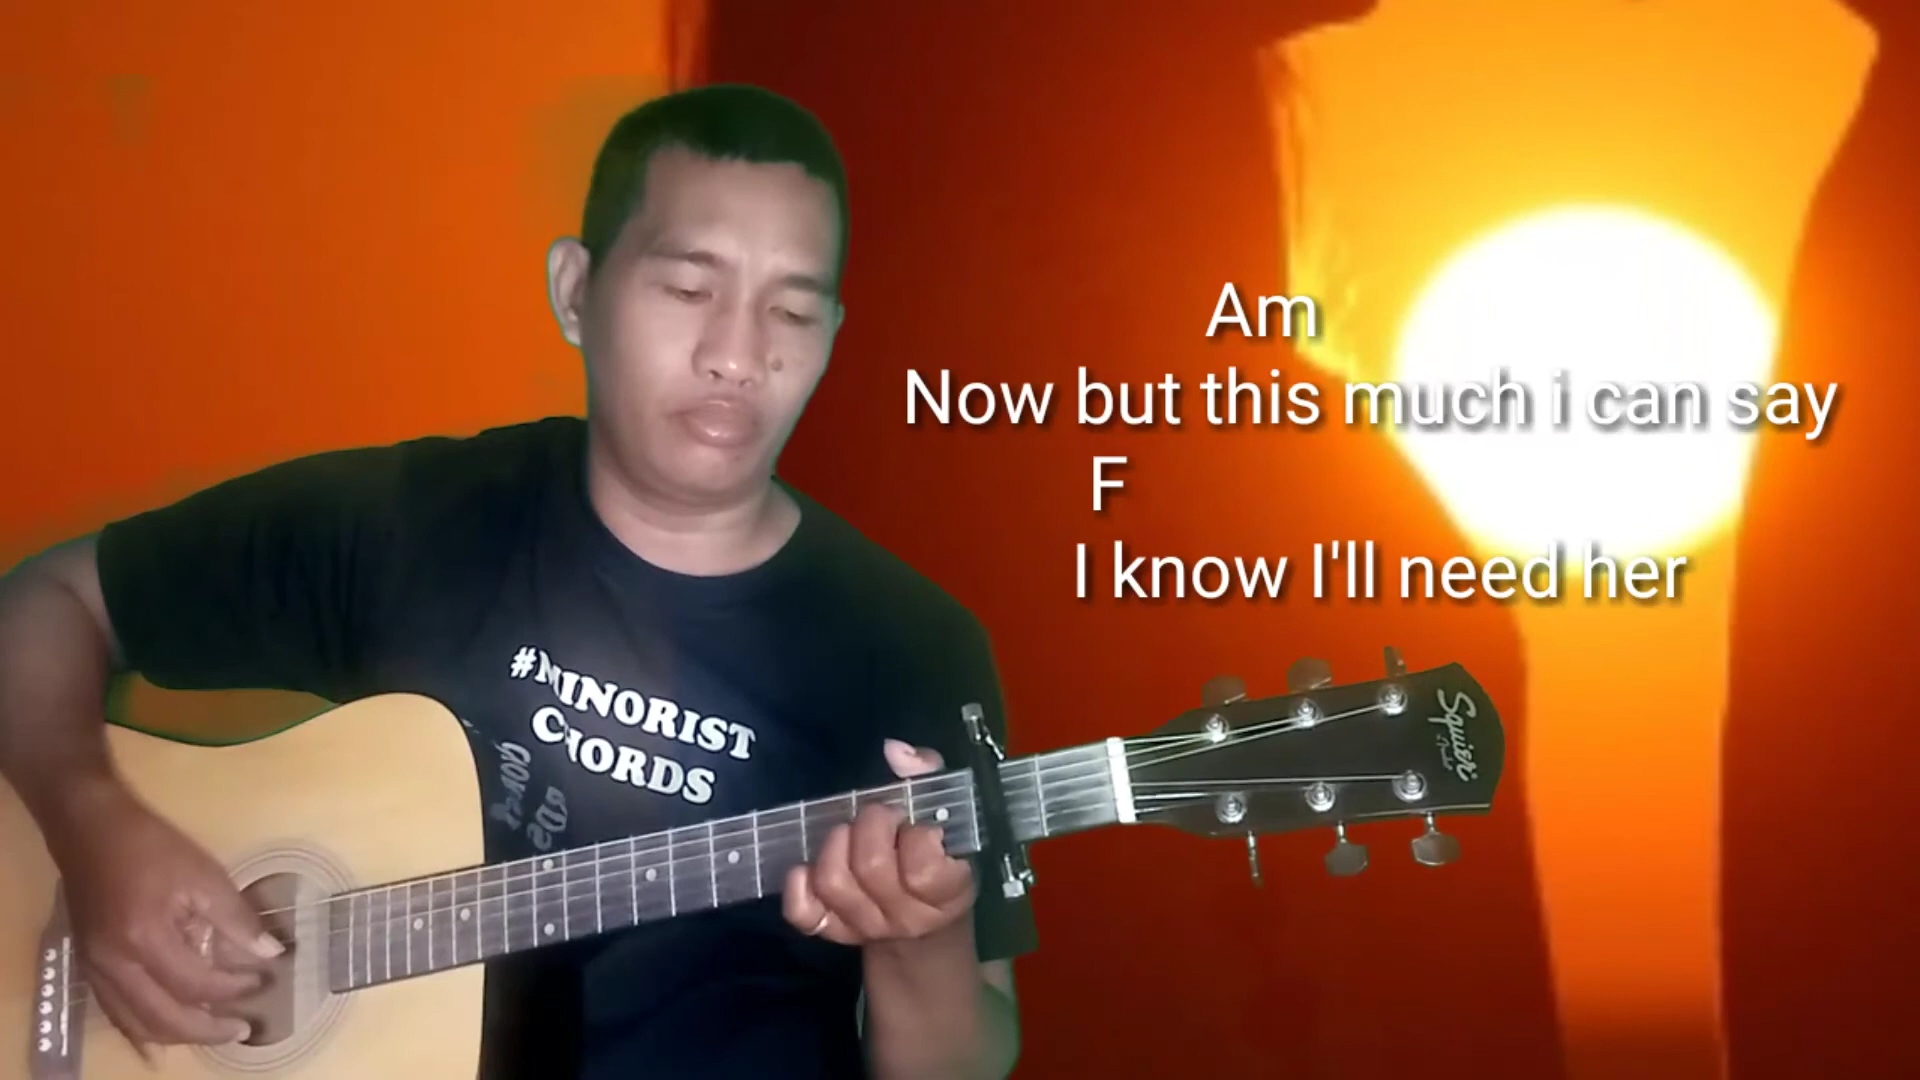 Am
Now but this much i can say
F
I know I'll need her
#MINORIST
CHORDS
Squier